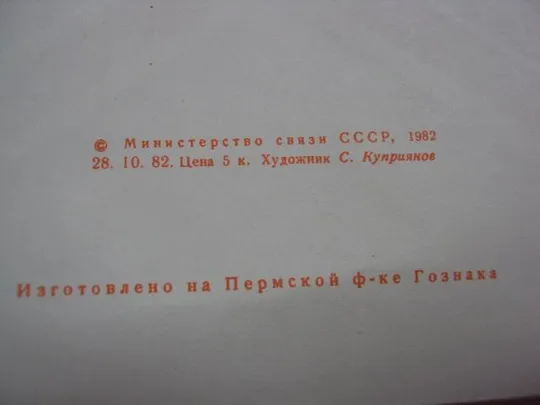 © Министерство связи СССР, 1982
28. 10. 82. Цена 5 к. Художник С. Куприянов
Изготовлено на Пермской ф-ке Гознака